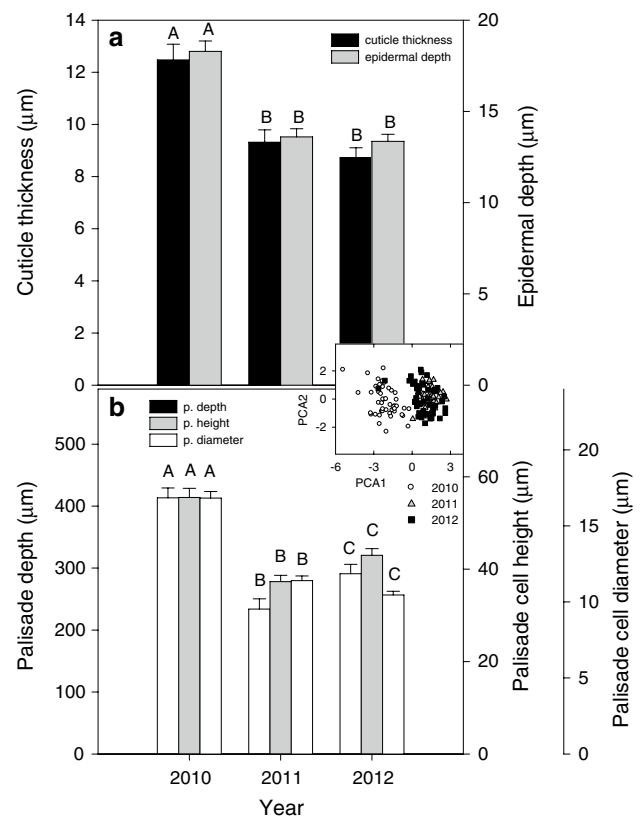 a
cuticle thickness
epidermal depth
A A
B B
B B
14
12
10
8
6
4
2
0
Cuticle thickness (µm)
20
15
10
5
0
Epidermal depth (µm)
b
p. depth
p. height
p. diameter
A A A
B B B
C C C
500
400
300
200
100
0
Palisade depth (µm)
2
0
-2
PCA2
-6 -3 0 3
PCA1
2010
2011
2012
60
40
20
0
Palisade cell height (µm)
20
15
10
5
0
Palisade cell diameter (µm)
2010 2011 2012
Year